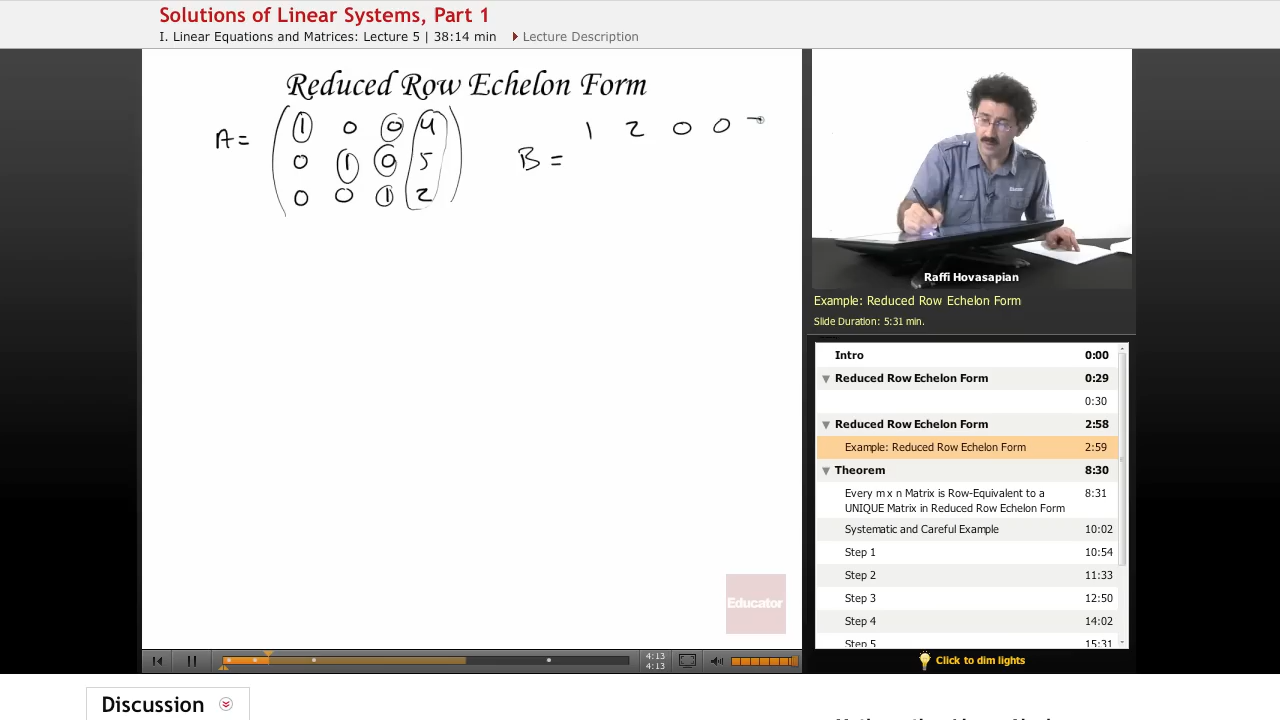 Solutions of Linear Systems, Part 1
I. Linear Equations and Matrices: Lecture 5 | 38:14 min Lecture Description
Reduced Row Echelon Form
A = 1 0 0 4
0 1 0 5
0 0 1 2
B = 1 2 0 0
Educator
4:13
4:13
Raffi Hovasapian
Example: Reduced Row Echelon Form
Slide Duration: 5:31 min.
Intro 0:00
Reduced Row Echelon Form 0:29
0:30
Reduced Row Echelon Form 2:58
Example: Reduced Row Echelon Form 2:59
Theorem 8:30
Every m x n Matrix is Row-Equivalent to a 8:31
UNIQUE Matrix in Reduced Row Echelon Form
Systematic and Careful Example 10:02
Step 1 10:54
Step 2 11:33
Step 3 12:50
Step 4 14:02
Step 5 15:31
Click to dim lights
Discussion